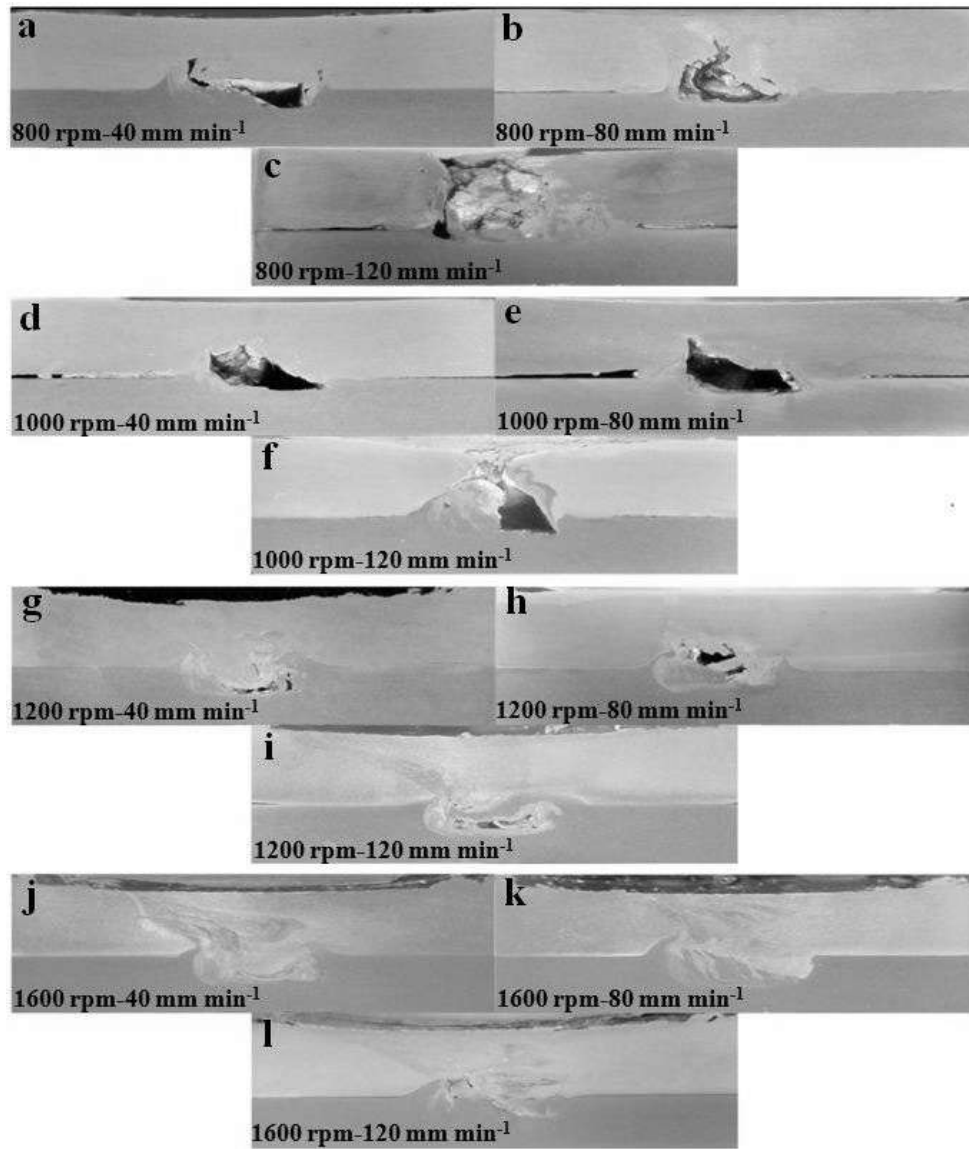 a
800 rpm-40 mm min-1
b
800 rpm-80 mm min-1
c
800 rpm-120 mm min-1
d
1000 rpm-40 mm min-1
e
1000 rpm-80 mm min-1
f
1000 rpm-120 mm min-1
g
1200 rpm-40 mm min-1
h
1200 rpm-80 mm min-1
i
1200 rpm-120 mm min-1
j
1600 rpm-40 mm min-1
k
1600 rpm-80 mm min-1
l
1600 rpm-120 mm min-1